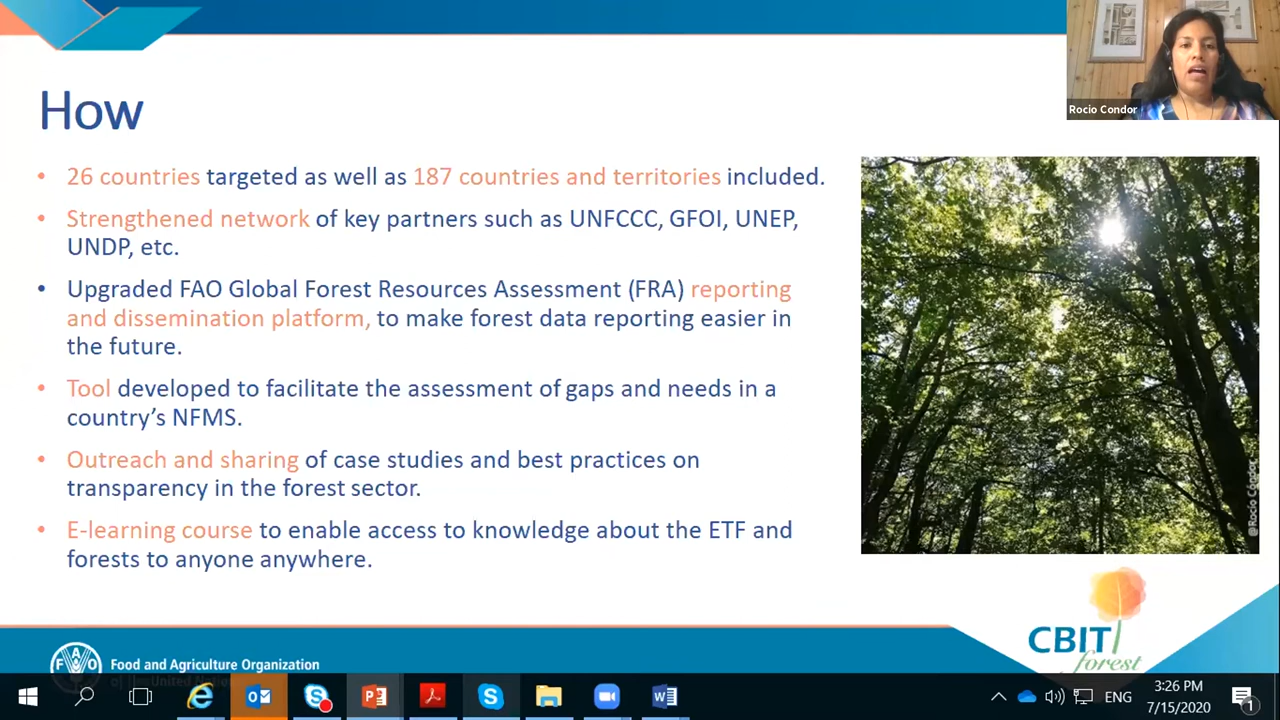 Rocio Condor
How
• 26 countries targeted as well as 187 countries and territories included.
• Strengthened network of key partners such as UNFCCC, GFOI, UNEP,
UNDP, etc.
• Upgraded FAO Global Forest Resources Assessment (FRA) reporting
and dissemination platform, to make forest data reporting easier in
the future.
• Tool developed to facilitate the assessment of gaps and needs in a
country’s NFMS.
• Outreach and sharing of case studies and best practices on
transparency in the forest sector.
• E-learning course to enable access to knowledge about the ETF and
forests to anyone anywhere.
@Rocio Condor
CBIT
forest
FAO
Food and Agriculture Organization
ENG
3:26 PM
7/15/2020
1